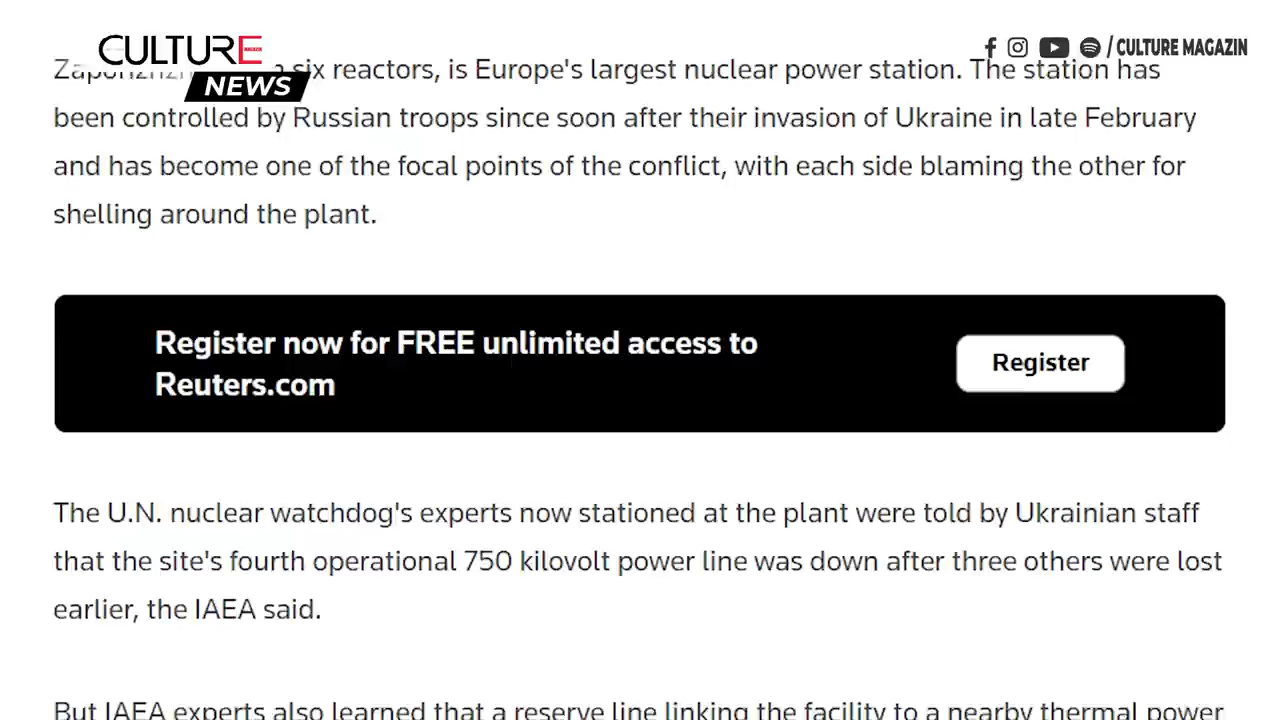 CULTURE
NEWS
/ CULTURE MAGAZIN
six reactors, is Europe's largest nuclear power station. The station has
been controlled by Russian troops since soon after their invasion of Ukraine in late February
and has become one of the focal points of the conflict, with each side blaming the other for
shelling around the plant.
Register now for FREE unlimited access to
Reuters.com
Register
The U.N. nuclear watchdog's experts now stationed at the plant were told by Ukrainian staff
that the site's fourth operational 750 kilovolt power line was down after three others were lost
earlier, the IAEA said.
But IAEA experts also learned that a reserve line linking the facility to a nearby thermal power